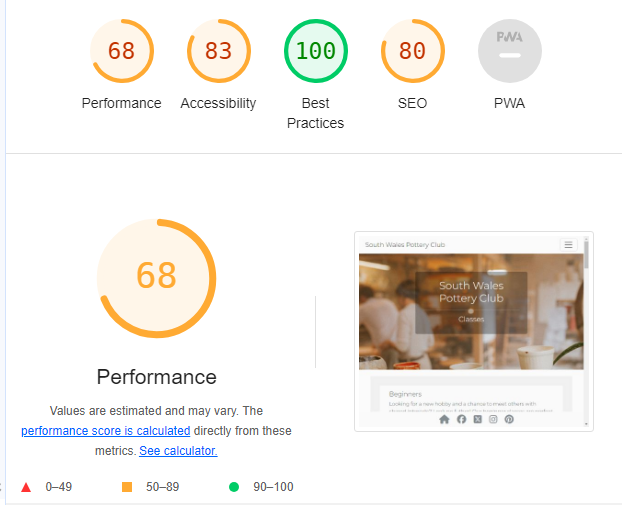 68 83 100 80 PWA
Performance Accessibility Best Practices SEO PWA
68
Performance
Values are estimated and may vary. The
performance score is calculated directly from these
metrics. See calculator.
0–49 50–89 90–100
South Wales Pottery Club
South Wales
Pottery Club
Classes
Beginners
Looking for a new hobby and a chance to meet others with